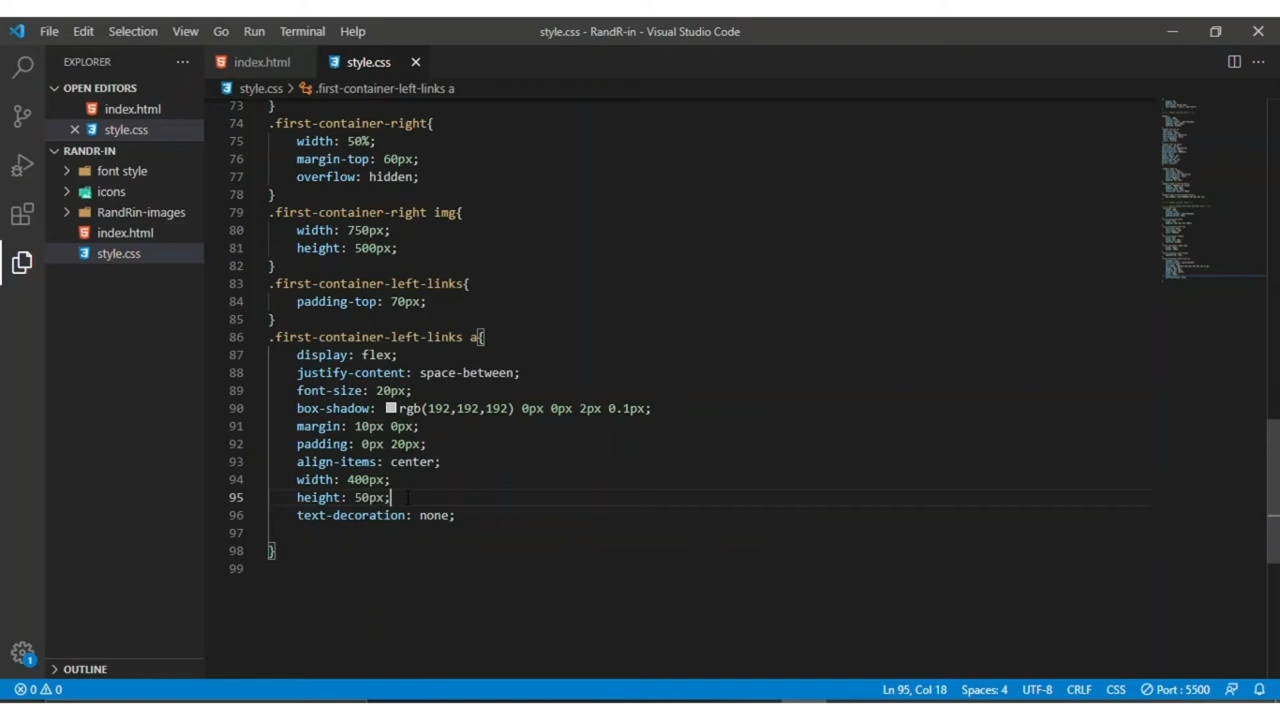 File Edit Selection View Go Run Terminal Help
style.css - RandR-in - Visual Studio Code
EXPLORER
OPEN EDITORS
index.html
style.css
RANDR-IN
font style
icons
RandRin-images
index.html
style.css
OUTLINE
index.html
style.css
style.css > .first-container-left-links a
73 }
74 .first-container-right{
75 width: 50%;
76 margin-top: 60px;
77 overflow: hidden;
78 }
79 .first-container-right img{
80 width: 750px;
81 height: 500px;
82 }
83 .first-container-left-links{
84 padding-top: 70px;
85 }
86 .first-container-left-links a{
87 display: flex;
88 justify-content: space-between;
89 font-size: 20px;
90 box-shadow: rgb(192,192,192) 0px 0px 2px 0.1px;
91 margin: 10px 0px;
92 padding: 0px 20px;
93 align-items: center;
94 width: 400px;
95 height: 50px;
96 text-decoration: none;
97
98 }
99
1
0 0 Ln 95, Col 18 Spaces: 4 UTF-8 CRLF CSS Port : 5500